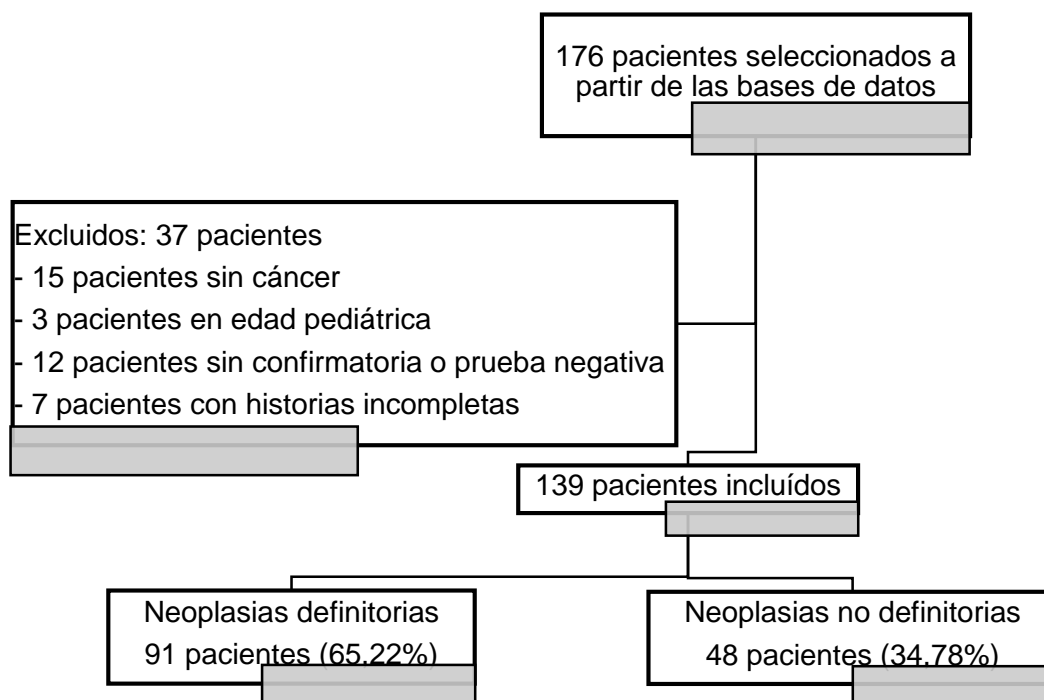 176 pacientes seleccionados a
partir de las bases de datos
Excluidos: 37 pacientes
- 15 pacientes sin cáncer
- 3 pacientes en edad pediátrica
- 12 pacientes sin confirmatoria o prueba negativa
- 7 pacientes con historias incompletas
139 pacientes incluídos
Neoplasias definitorias
91 pacientes (65.22%)
Neoplasias no definitorias
48 pacientes (34.78%)